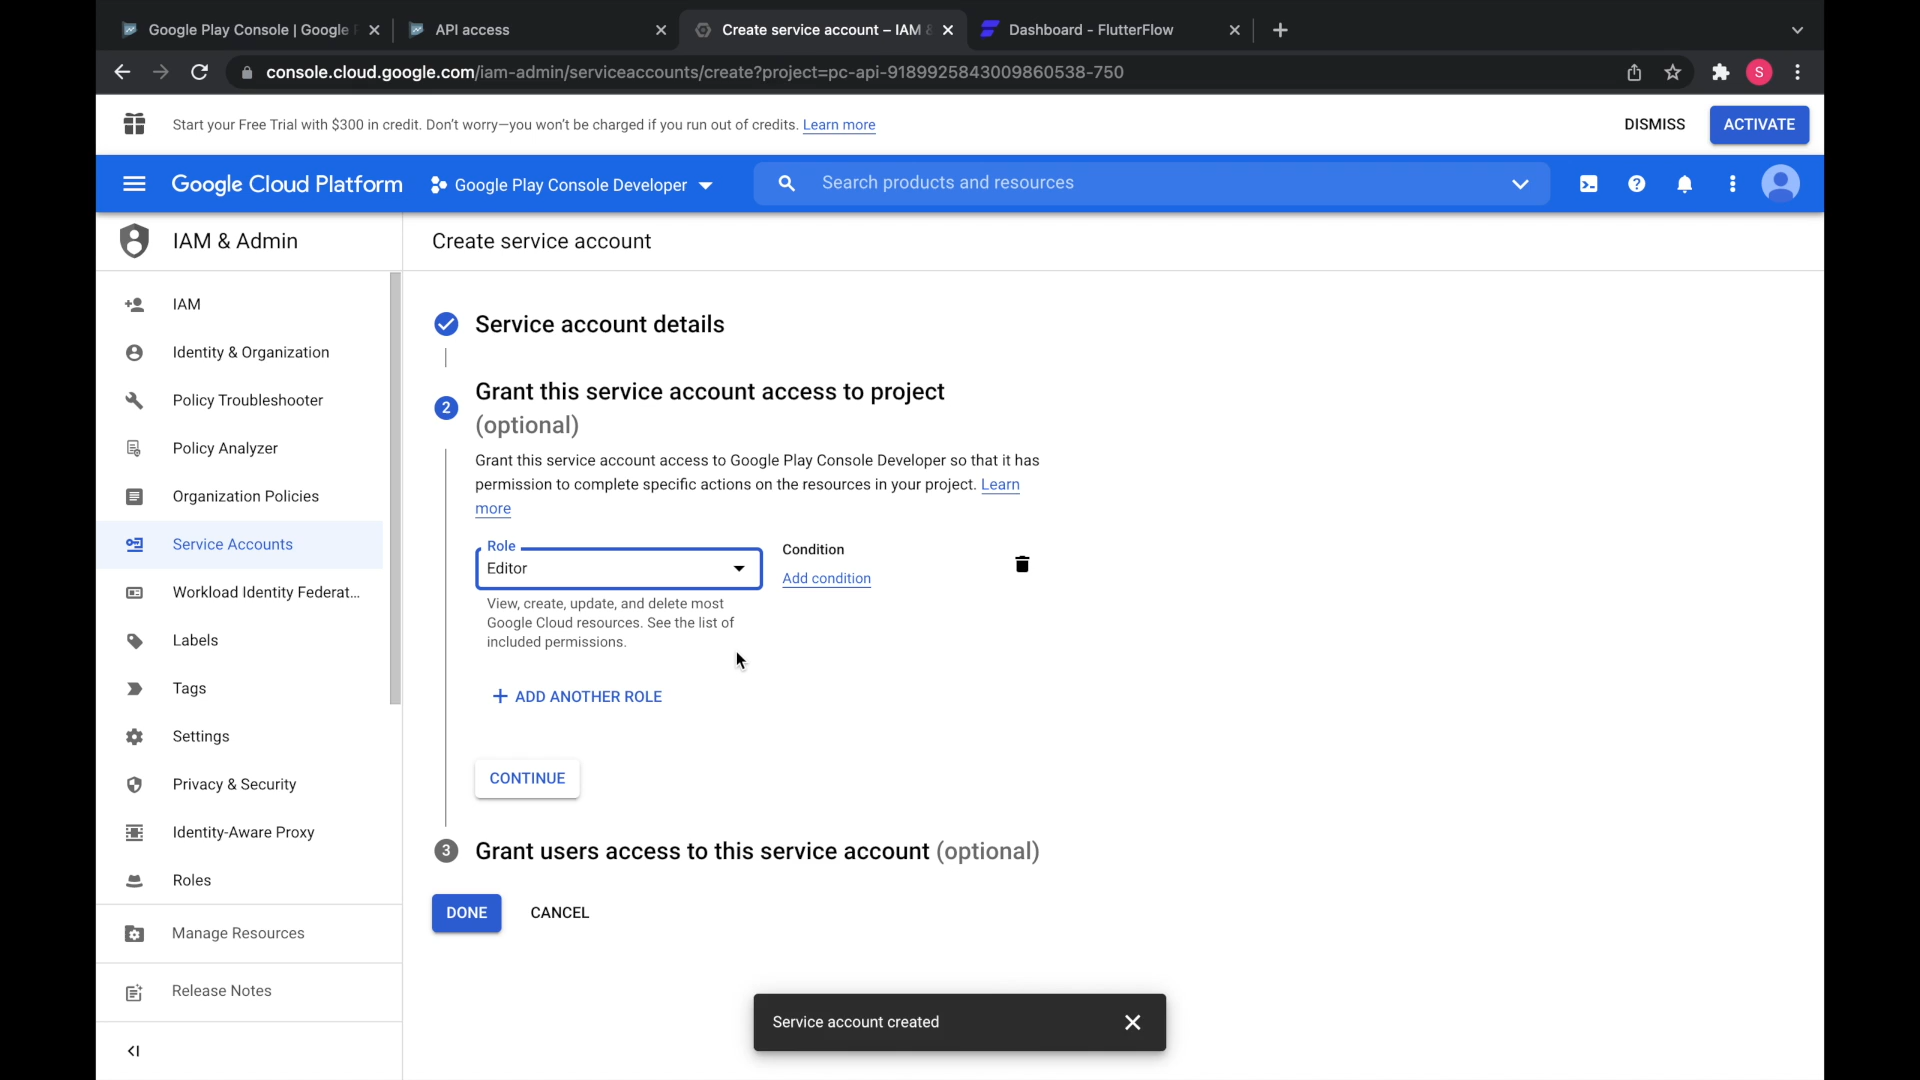 Google Play Console | Google
API access
Create service account – IAM &
Dashboard - FlutterFlow
console.cloud.google.com/iam-admin/serviceaccounts/create?project=pc-api-9189925843009860538-750
S
Start your Free Trial with $300 in credit. Don't worry—you won't be charged if you run out of credits. Learn more
DISMISS
ACTIVATE
Google Cloud Platform
Google Play Console Developer
Search products and resources
IAM & Admin
Create service account
IAM
Identity & Organization
Policy Troubleshooter
Policy Analyzer
Organization Policies
Service Accounts
Workload Identity Federat...
Labels
Tags
Settings
Privacy & Security
Identity-Aware Proxy
Roles
Manage Resources
Release Notes
Service account details
2
Grant this service account access to project
(optional)
Grant this service account access to Google Play Console Developer so that it has
permission to complete specific actions on the resources in your project. Learn
more
Role
Editor
Condition
Add condition
View, create, update, and delete most
Google Cloud resources. See the list of
included permissions.
+ ADD ANOTHER ROLE
CONTINUE
3
Grant users access to this service account (optional)
DONE
CANCEL
Service account created